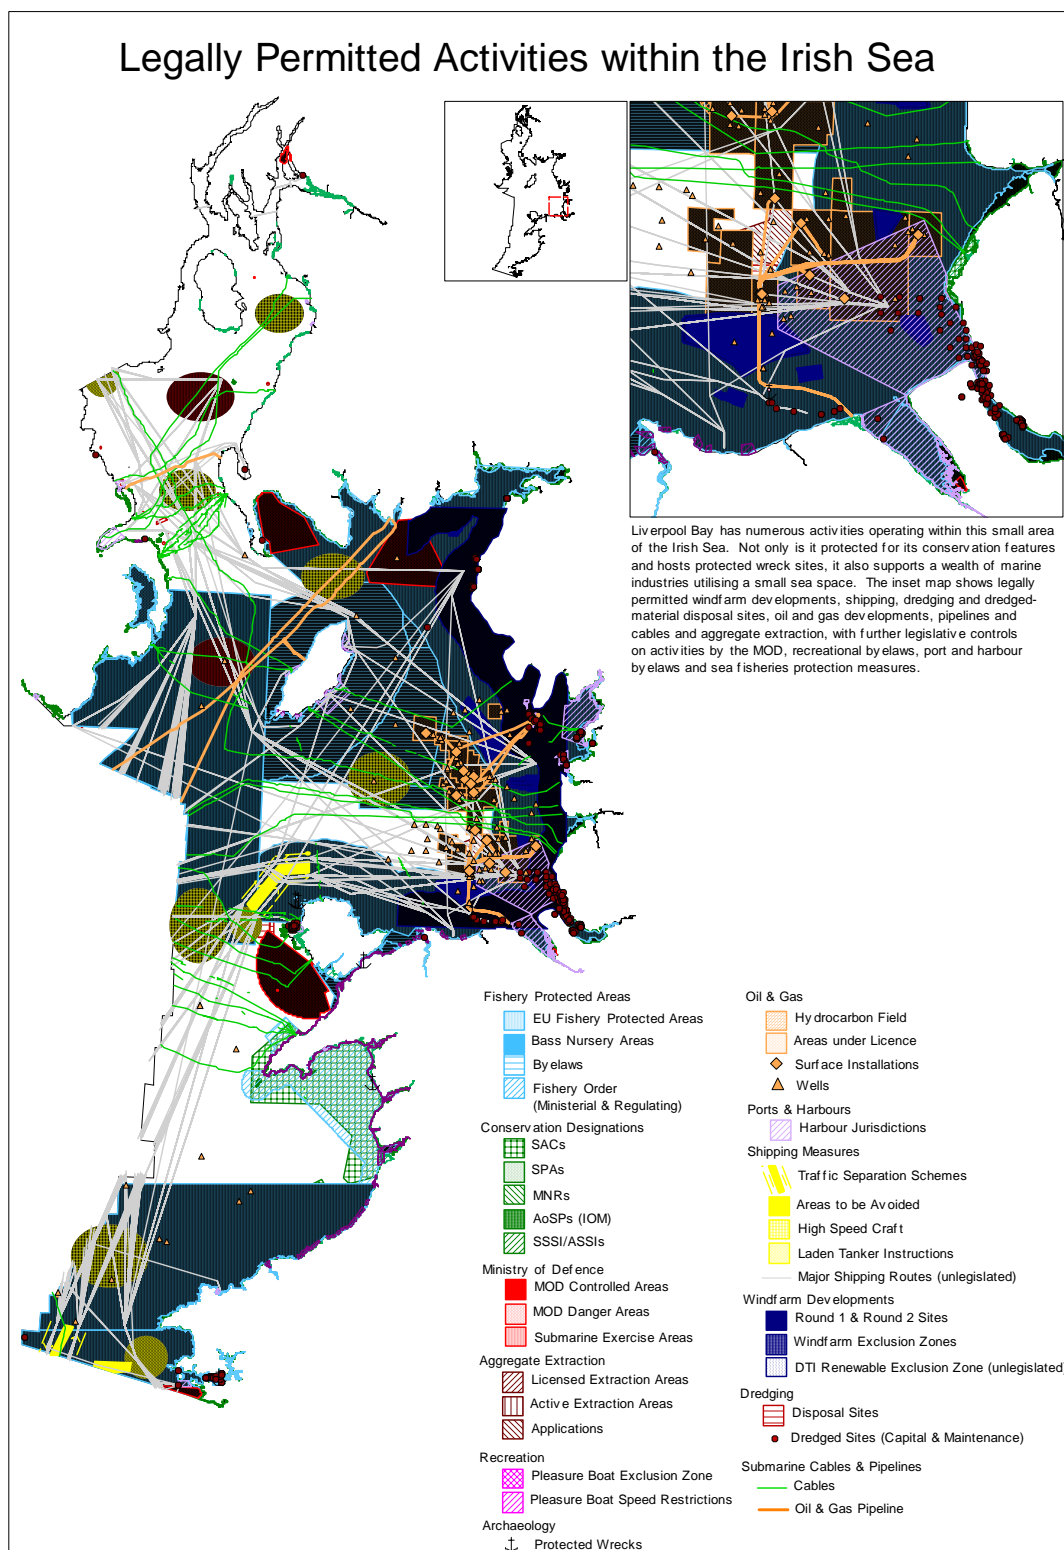 Legally Permitted Activities within the Irish Sea
Liverpool Bay has numerous activities operating within this small area
of the Irish Sea. Not only is it protected for its conservation features
and hosts protected wreck sites, it also supports a wealth of marine
industries utilising a small sea space. The inset map shows legally
permitted windfarm developments, shipping, dredging and dredged-
material disposal sites, oil and gas developments, pipelines and
cables and aggregate extraction, with further legislative controls
on activities by the MOD, recreational byelaws, port and harbour
byelaws and sea fisheries protection measures.
Fishery Protected Areas
EU Fishery Protected Areas
Bass Nursery Areas
Byelaws
Fishery Order
(Ministerial & Regulating)
Conservation Designations
SACs
SPAs
MNRs
AoSPs (IOM)
SSSI/ASSIs
Ministry of Defence
MOD Controlled Areas
MOD Danger Areas
Submarine Exercise Areas
Aggregate Extraction
Licensed Extraction Areas
Active Extraction Areas
Applications
Recreation
Pleasure Boat Exclusion Zone
Pleasure Boat Speed Restrictions
Archaeology
Protected Wrecks
Oil & Gas
Hydrocarbon Field
Areas under Licence
Surface Installations
Wells
Ports & Harbours
Harbour Jurisdictions
Shipping Measures
Traffic Separation Schemes
Areas to be Avoided
High Speed Craft
Laden Tanker Instructions
Major Shipping Routes (unlegislated)
Windfarm Developments
Round 1 & Round 2 Sites
Windfarm Exclusion Zones
DTI Renewable Exclusion Zone (unlegislated)
Dredging
Disposal Sites
Dredged Sites (Capital & Maintenance)
Submarine Cables & Pipelines
Cables
Oil & Gas Pipeline